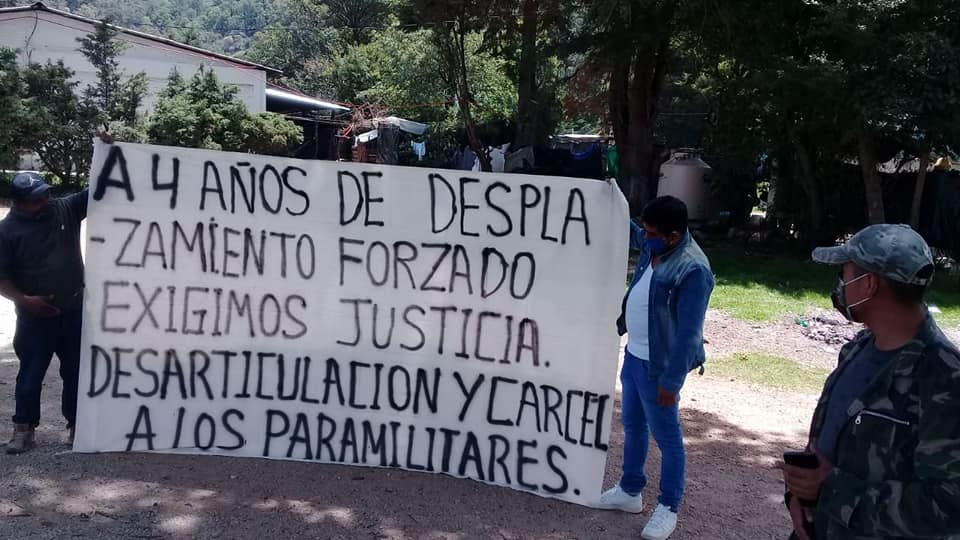 A 4 AÑOS DE DESPLA
-ZAMIENTO FORZADO
EXIGIMOS JUSTICIA.
DESARTICULACION Y CARCEL
A LOS PARAMILITARES.